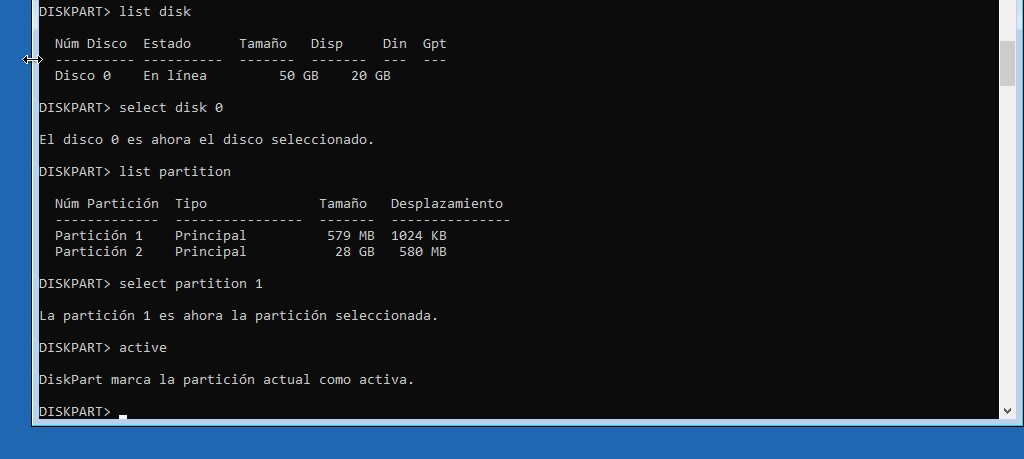 DISKPART> list disk
Núm Disco  Estado      Tamaño   Disp     Din  Gpt
---------- ----------  -------  -------  ---  ---
Disco 0    En línea         50 GB    20 GB
DISKPART> select disk 0
El disco 0 es ahora el disco seleccionado.
DISKPART> list partition
Núm Partición  Tipo              Tamaño   Desplazamiento
-------------  ----------------  -------  ---------------
Partición 1    Principal          579 MB  1024 KB
Partición 2    Principal           28 GB   580 MB
DISKPART> select partition 1
La partición 1 es ahora la partición seleccionada.
DISKPART> active
DiskPart marca la partición actual como activa.
DISKPART>